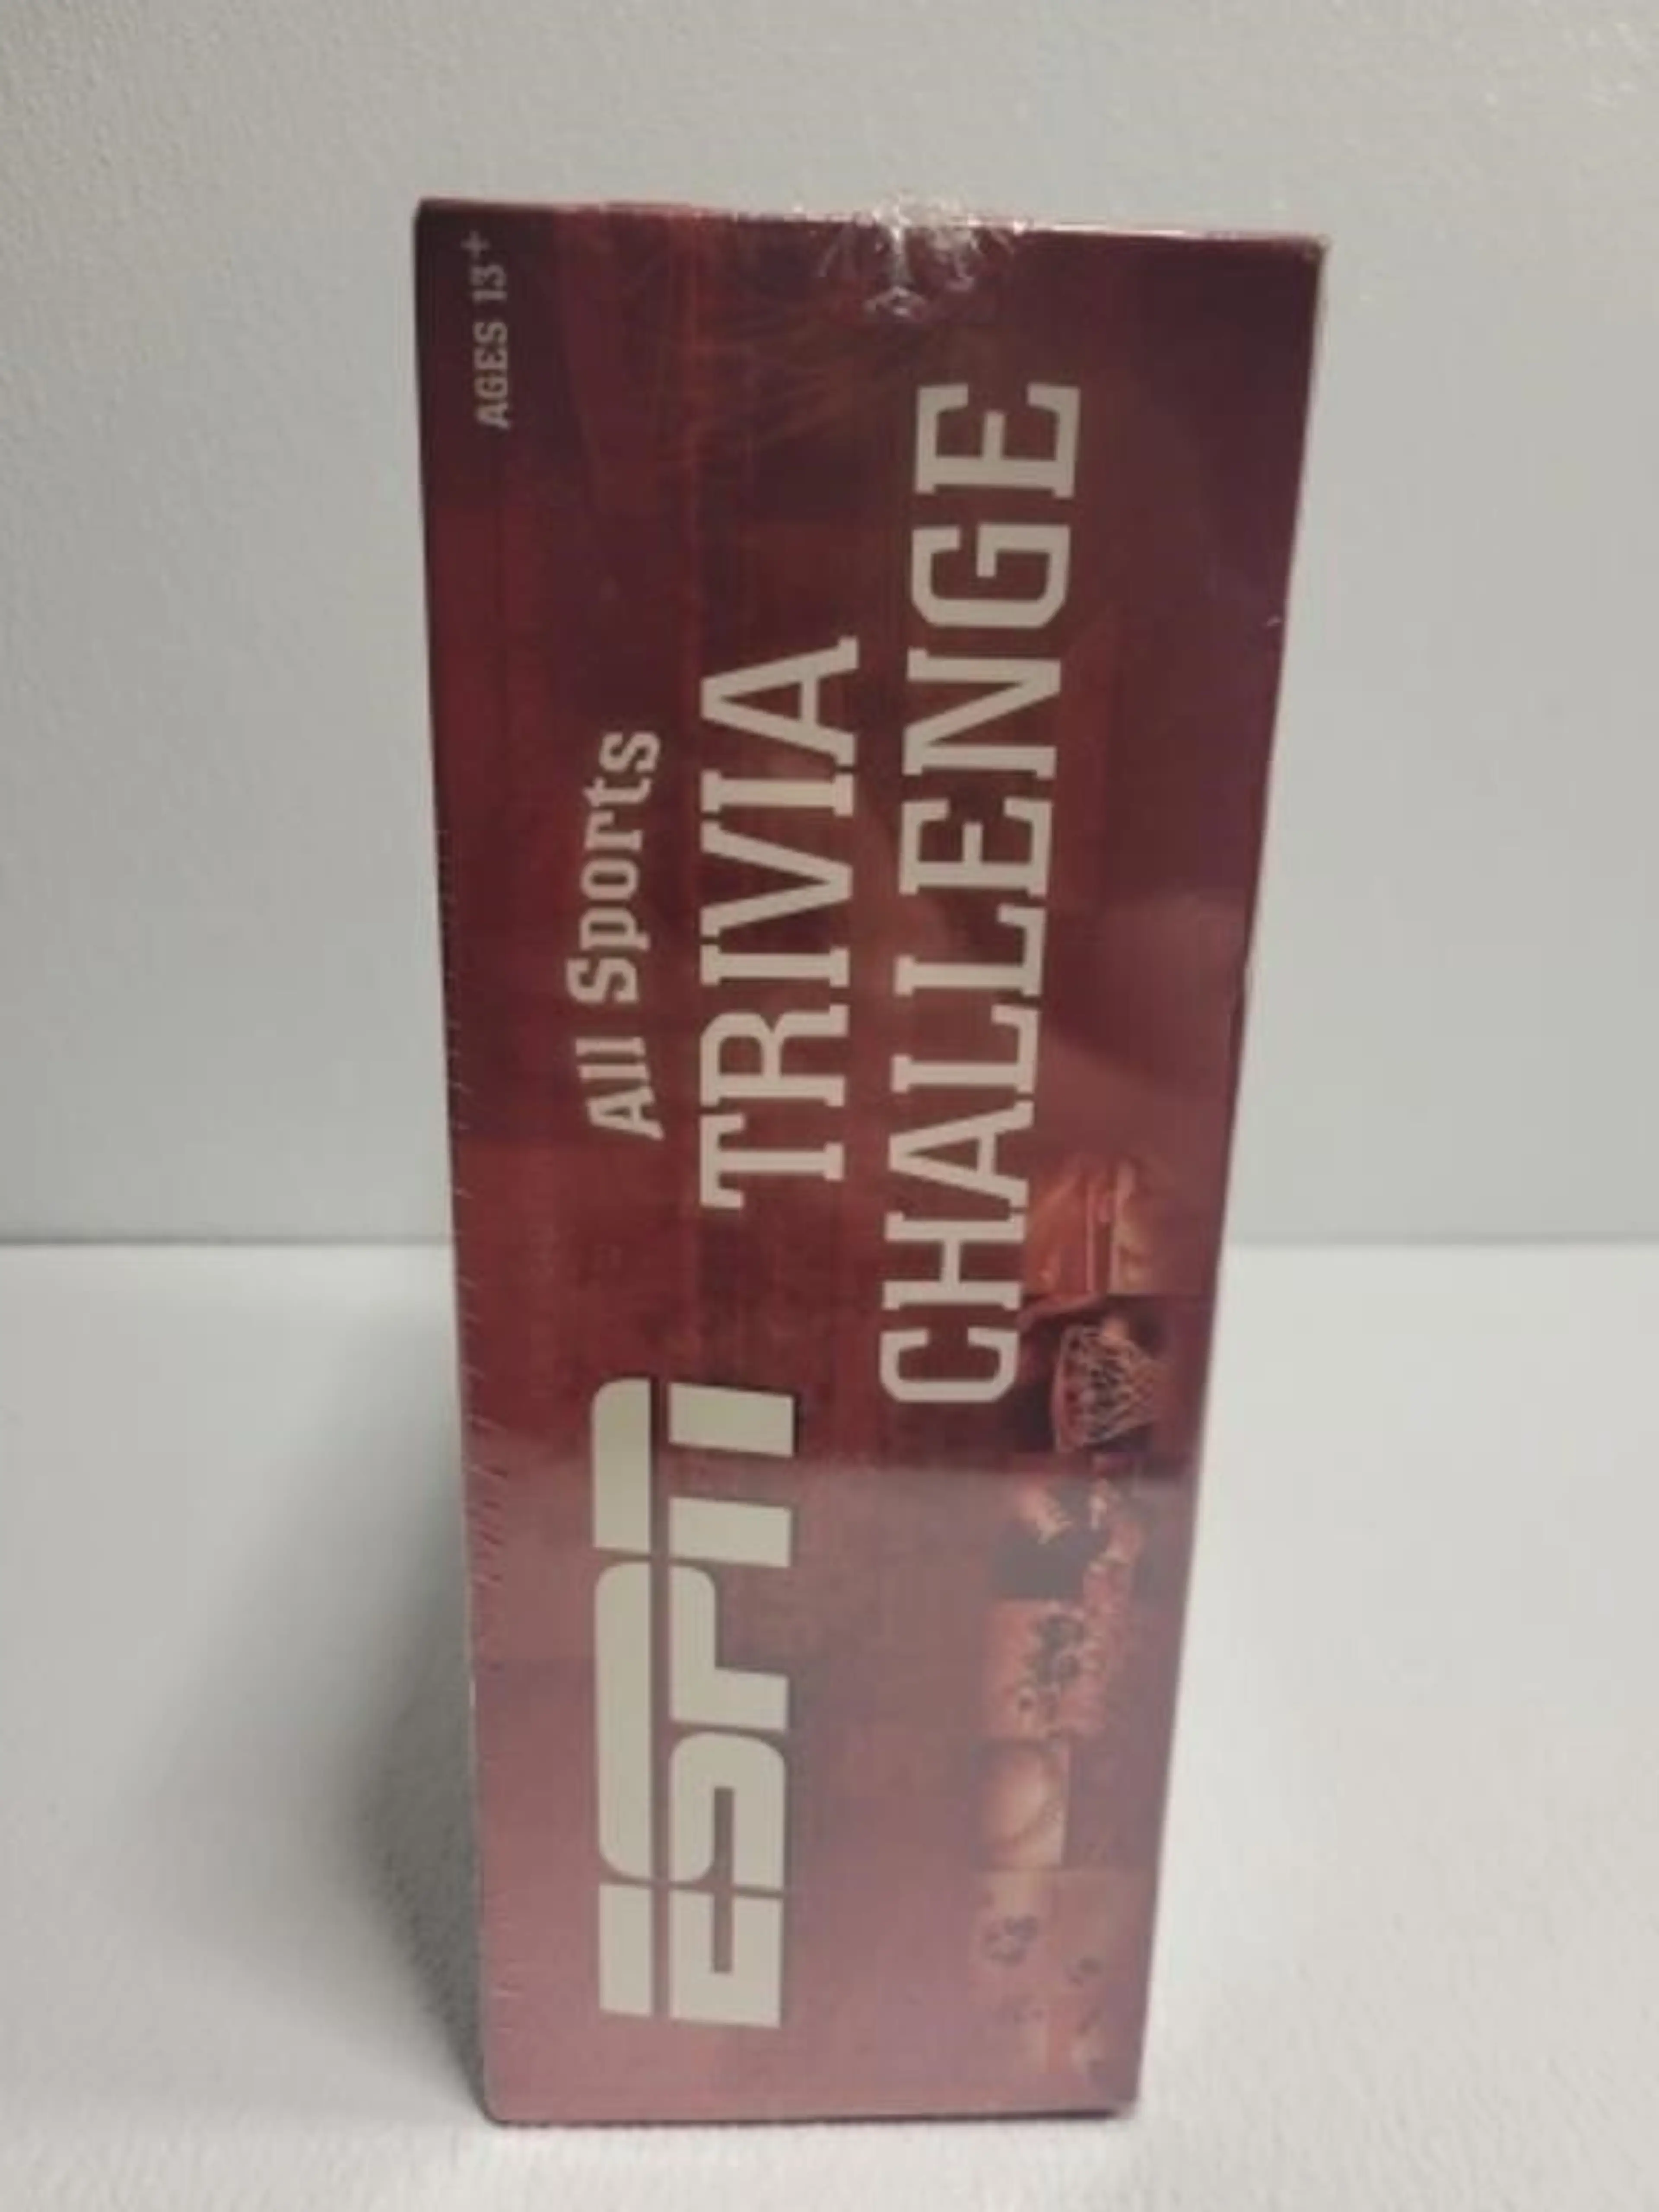 AGES 13+
All Sports
TRIVIA
CHALLENGE
ESPN